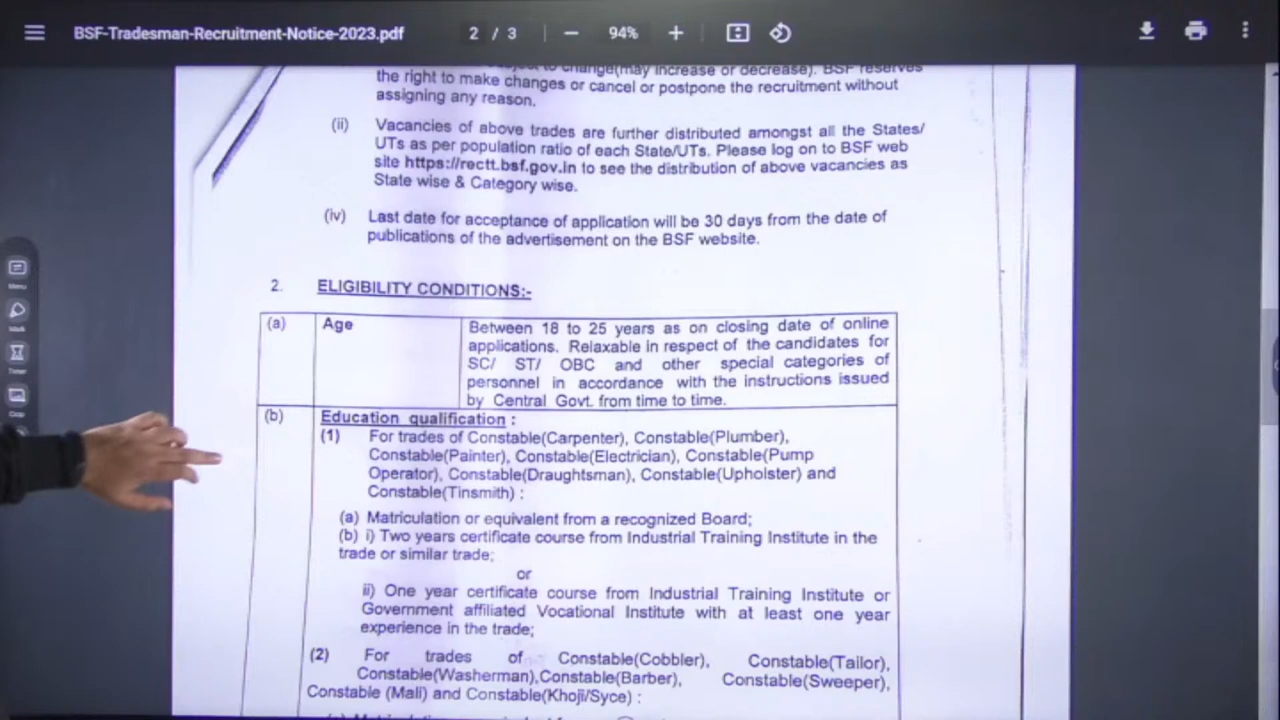 BSF-Tradesman-Recruitment-Notice-2023.pdf
2 / 3
94%
change(may increase or decrease). BSF reserves
the right to make changes or cancel or postpone the recruitment without
assigning any reason.
(ii) Vacancies of above trades are further distributed amongst all the States/
UTs as per population ratio of each State/UTs. Please log on to BSF web
site https://rectt.bsf.gov.in to see the distribution of above vacancies as
State wise & Category wise.
(iv) Last date for acceptance of application will be 30 days from the date of
publications of the advertisement on the BSF website.
2. ELIGIBILITY CONDITIONS:-
(a) Age Between 18 to 25 years as on closing date of online
applications. Relaxable in respect of the candidates for
SC/ ST/ OBC and other special categories of
personnel in accordance with the instructions issued
by Central Govt. from time to time.
(b) Education qualification :
(1) For trades of Constable(Carpenter), Constable(Plumber),
Constable(Painter), Constable(Electrician), Constable(Pump
Operator), Constable(Draughtsman), Constable(Upholster) and
Constable(Tinsmith) :
(a) Matriculation or equivalent from a recognized Board;
(b) i) Two years certificate course from Industrial Training Institute in the
trade or similar trade;
or
ii) One year certificate course from Industrial Training Institute or
Government affiliated Vocational Institute with at least one year
experience in the trade;
(2) For trades of Constable(Cobbler), Constable(Tailor),
Constable(Washerman),Constable(Barber), Constable(Sweeper),
Constable (Mali) and Constable(Khoji/Syce) :
Menu
Mark
Timer